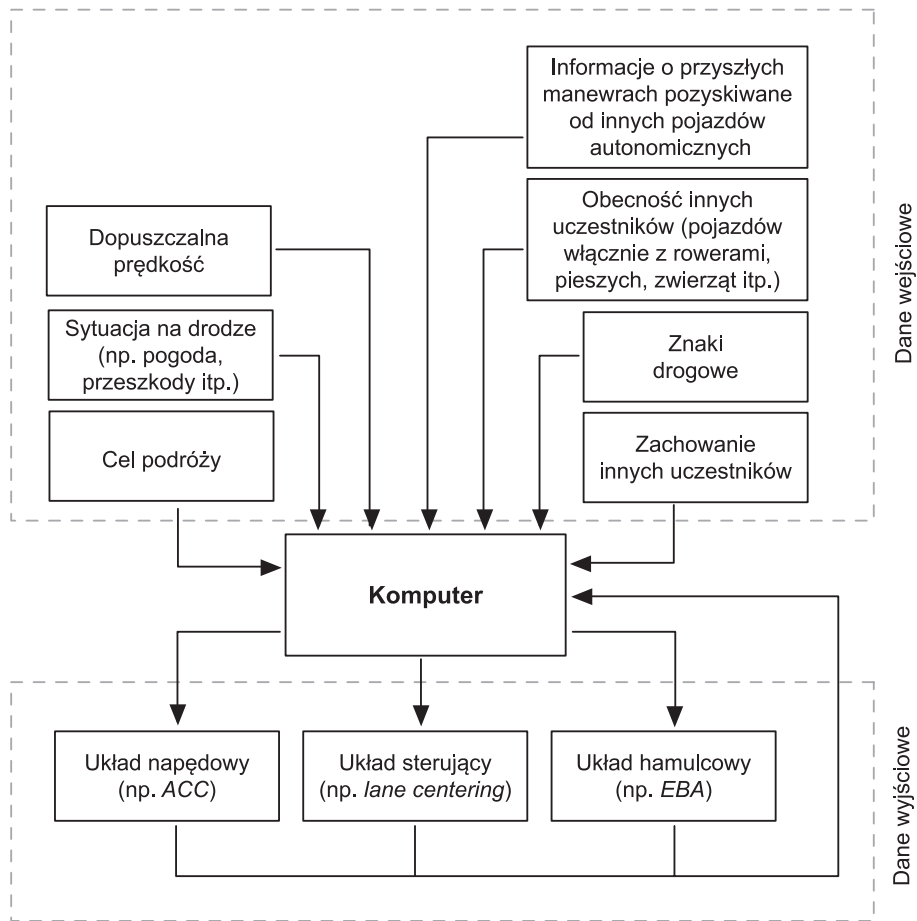 Informacje o przyszłych
manewrach pozyskiwane
od innych pojazdów
autonomicznych
Obecność innych
uczestników (pojazdów
włącznie z rowerami,
pieszych, zwierząt itp.)
Dopuszczalna
prędkość
Sytuacja na drodze
(np. pogoda,
przeszkody itp.)
Znaki
drogowe
Cel podróży
Zachowanie
innych uczestników
Dane wejściowe
Komputer
Układ napędowy
(np. ACC)
Układ sterujący
(np. lane centering)
Układ hamulcowy
(np. EBA)
Dane wyjściowe